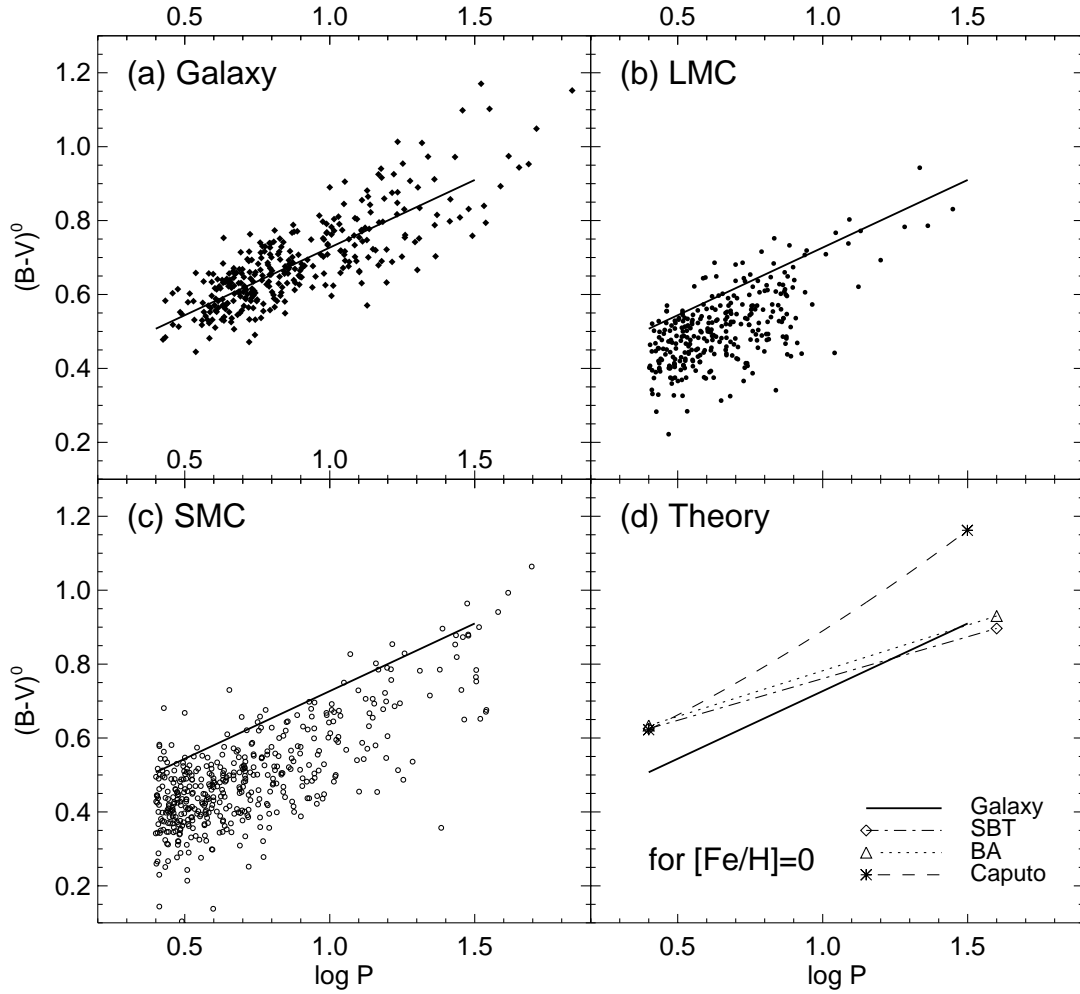 0.5 1.0 1.5 0.5 1.0 1.5
(a) Galaxy
(b) LMC
1.2
1.0
0.8
0.6
0.4
0.2
(B-V)0
0.5 1.0 1.5
(c) SMC
(d) Theory
1.2
1.0
0.8
0.6
0.4
0.2
(B-V)0
for [Fe/H]=0
Galaxy
SBT
BA
Caputo
0.5 1.0 1.5 0.5 1.0 1.5
log P log P